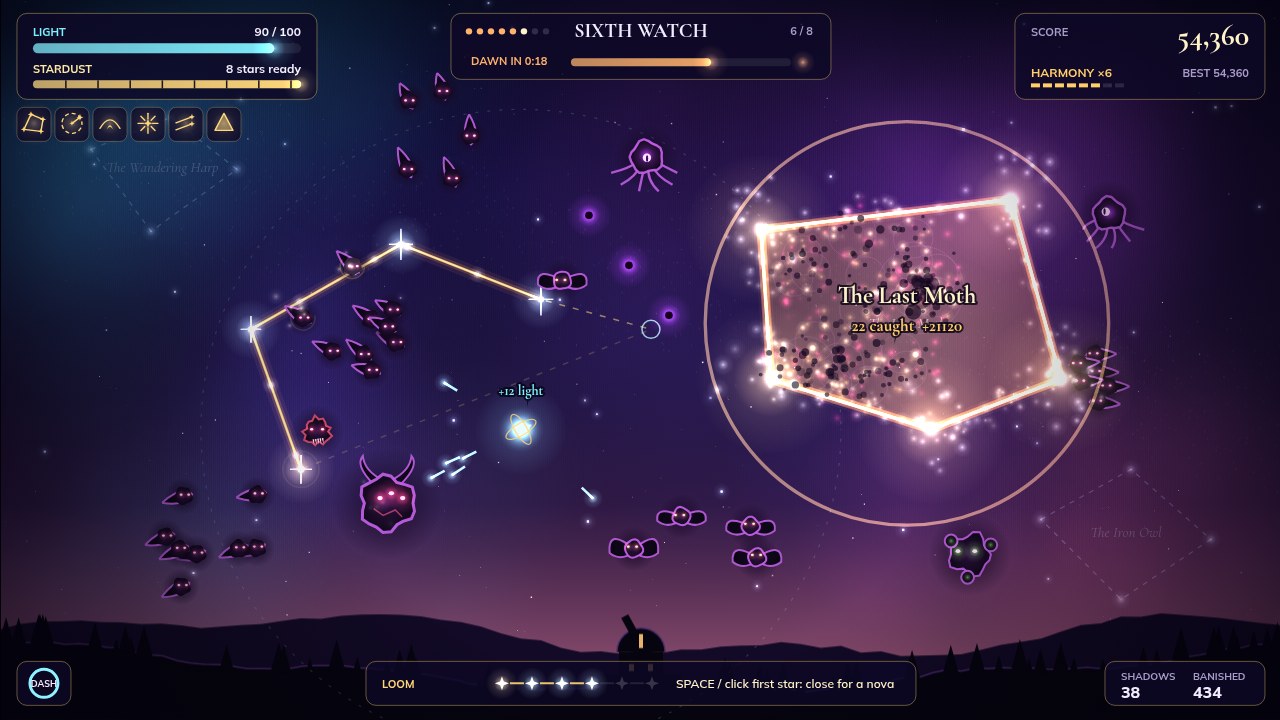 LIGHT 90 / 100
STARDUST 8 stars ready
SIXTH WATCH 6 / 8
DAWN IN 0:18
SCORE 54,360
HARMONY ×6 BEST 54,360
The Wandering Harp
The Last Moth
22 caught +21120
+12 light
The Iron Owl
DASH
LOOM SPACE / click first star: close for a nova
SHADOWS BANISHED
38 434